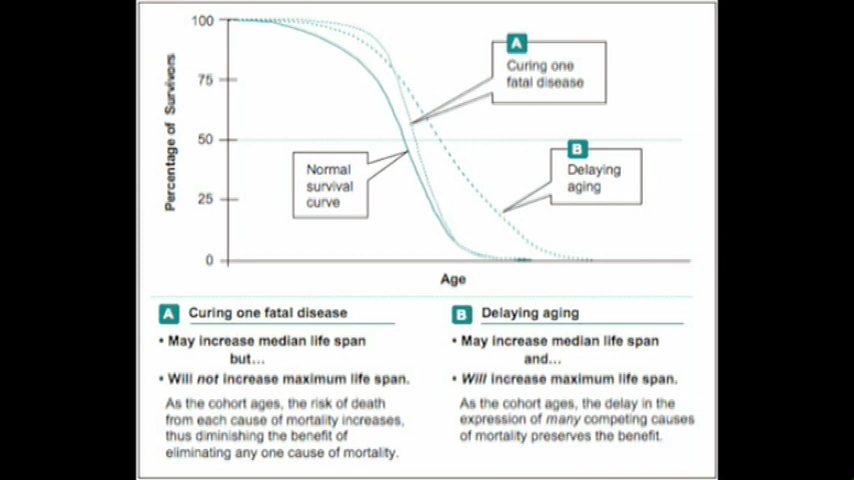 100
75
50
25
0
Percentage of Survivors
A
Curing one
fatal disease
B
Delaying
aging
Normal
survival
curve
Age
A Curing one fatal disease
• May increase median life span
but...
• Will not increase maximum life span.
As the cohort ages, the risk of death
from each cause of mortality increases,
thus diminishing the benefit of
eliminating any one cause of mortality.
B Delaying aging
• May increase median life span
and...
• Will increase maximum life span.
As the cohort ages, the delay in the
expression of many competing causes
of mortality preserves the benefit.